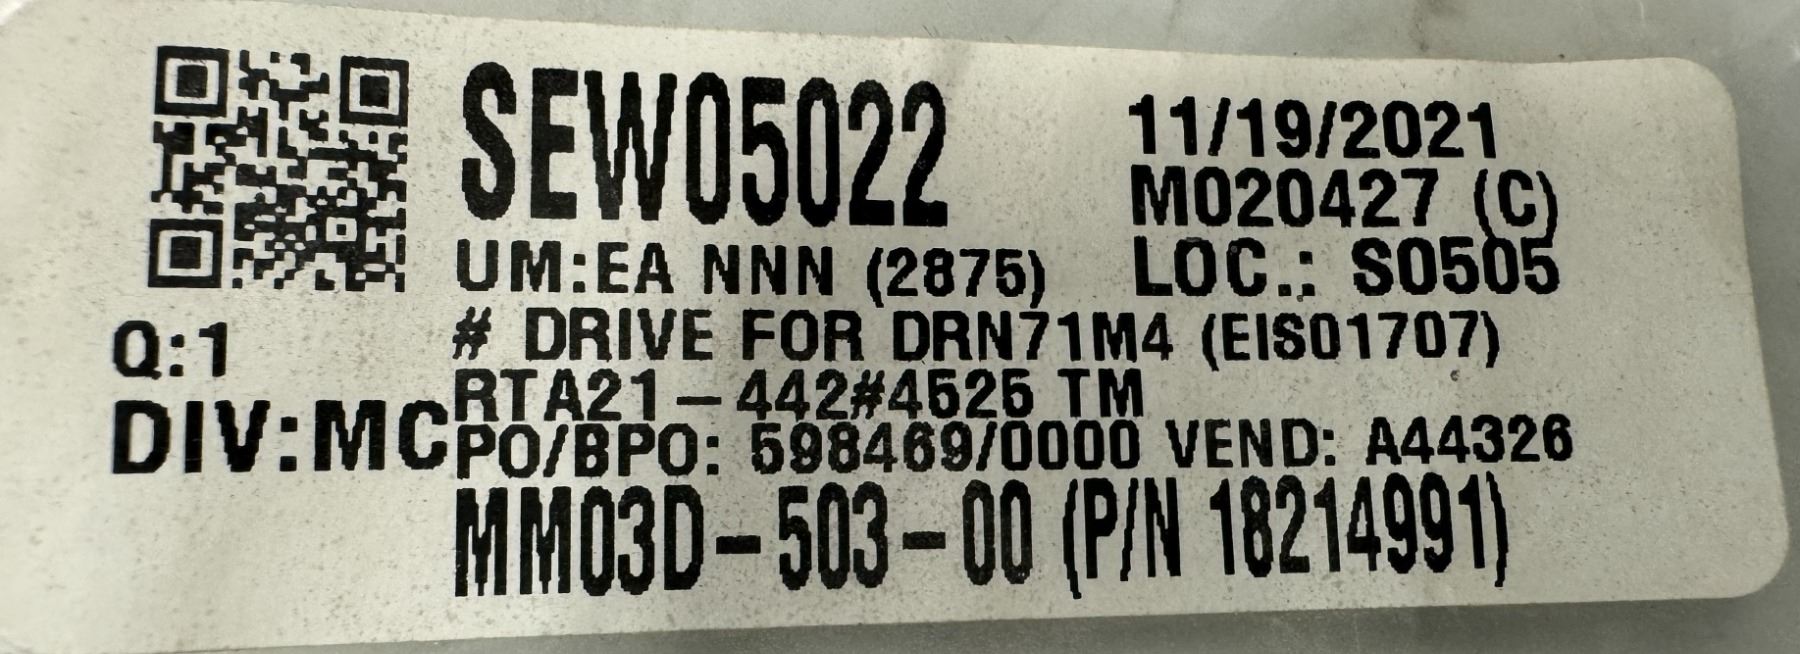 SEW05022
11/19/2021
M020427 (C)
UM:EA NNN (2875)
LOC.: S0505
Q:1
# DRIVE FOR DRN71M4 (EIS01707)
RTA21-442#4525 TM
DIV:MC
PO/BPO: 598469/0000 VEND: A44326
MM03D-503-00 (P/N 18214991)